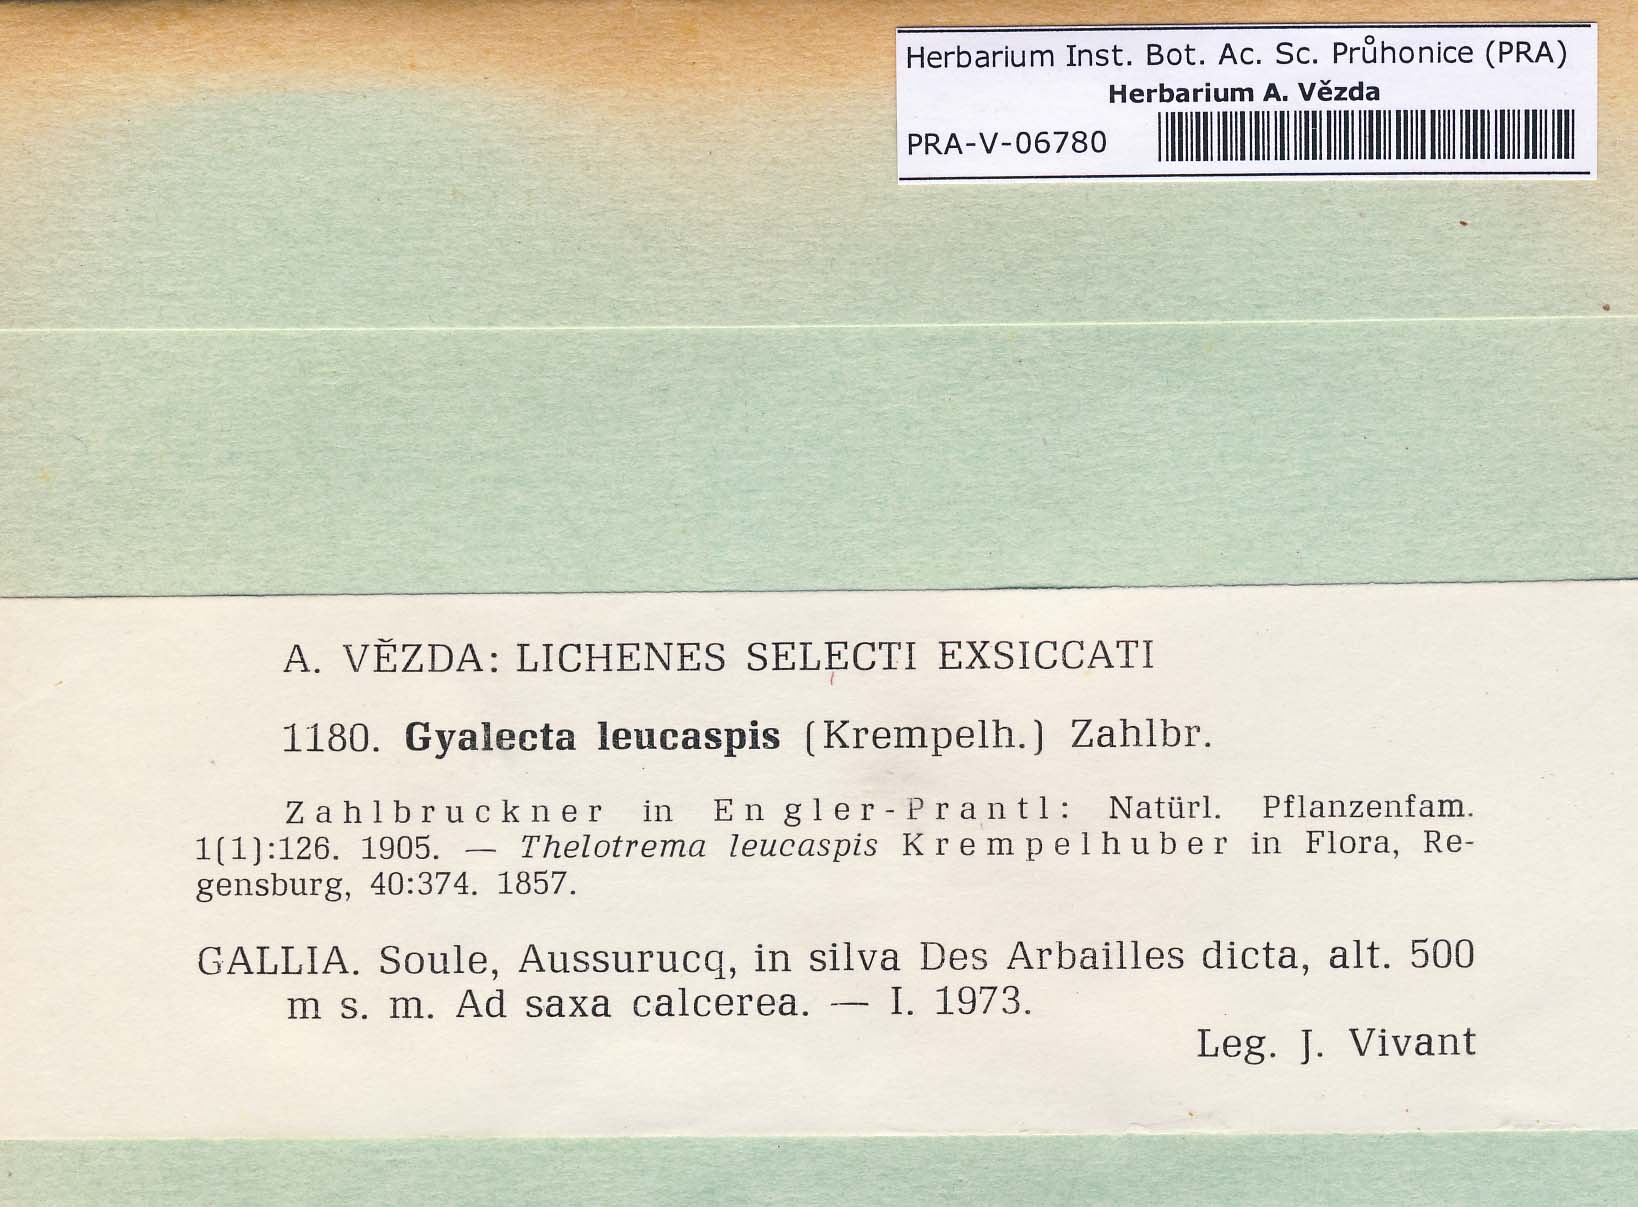 Herbarium Inst. Bot. Ac. Sc. Průhonice (PRA)
Herbarium A. Vězda
PRA-V-06780
A. VĚZDA: LICHENES SELECTI EXSICCATI
1180. Gyalecta leucaspis (Krempelh.) Zahlbr.
Zahlbruckner in Engler-Prantl: Natürl. Pflanzenfam.
1(1):126. 1905. — Thelotrema leucaspis Krempelhuber in Flora, Re-
gensburg, 40:374. 1857.
GALLIA. Soule, Aussurucq, in silva Des Arbailles dicta, alt. 500
m s. m. Ad saxa calcerea. — I. 1973.
Leg. J. Vivant